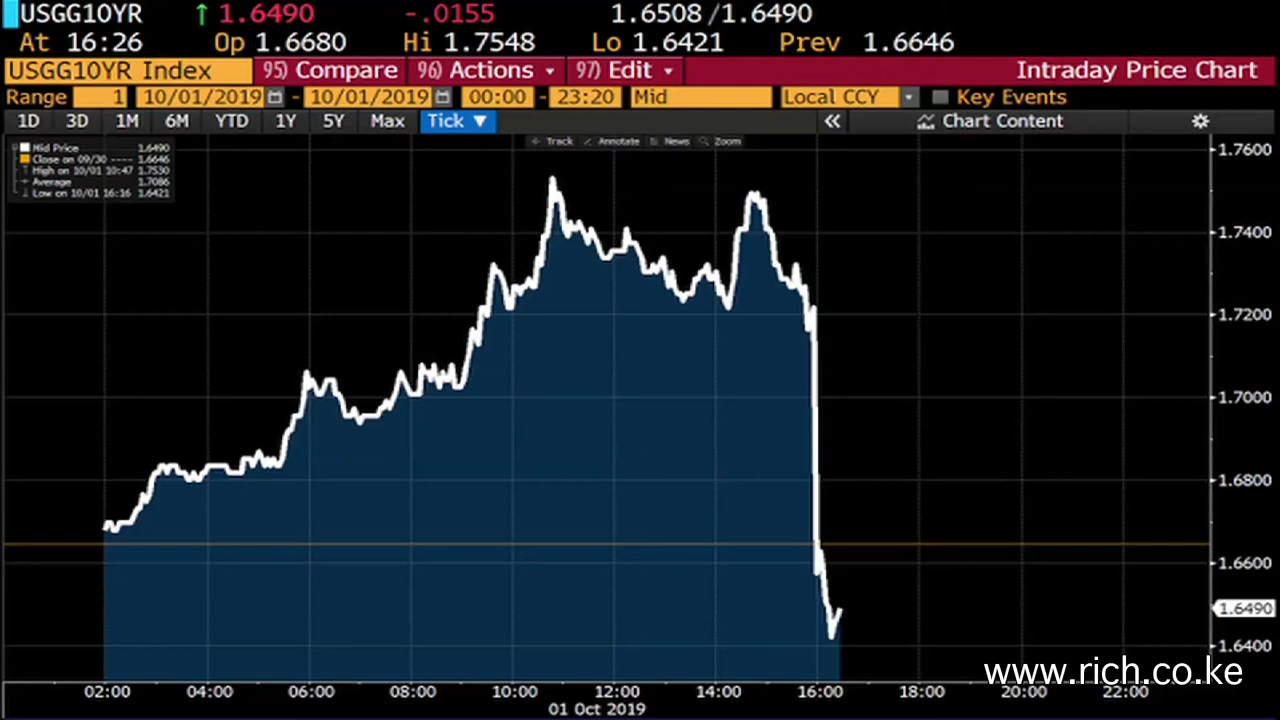 USGG10YR ↑ 1.6490 -.0155 1.6508 /1.6490
At 16:26 Op 1.6680 Hi 1.7548 Lo 1.6421 Prev 1.6646
USGG10YR Index 95) Compare 96) Actions 97) Edit Intraday Price Chart
Range 1 10/01/2019 - 10/01/2019 00:00 - 23:20 Mid Local CCY Key Events
1D 3D 1M 6M YTD 1Y 5Y Max Tick ▼ « Chart Content
Track Annotate News Zoom
Mid Price 1.6490
Close on 09/30 ---- 1.6646
High on 10/01 10:47 1.7530
Average 1.7086
Low on 10/01 16:16 1.6421
1.7600
1.7400
1.7200
1.7000
1.6800
1.6600
1.6490
1.6400
www.rich.co.ke
02:00 04:00 06:00 08:00 10:00 12:00 14:00 16:00 18:00 20:00 22:00
01 Oct 2019